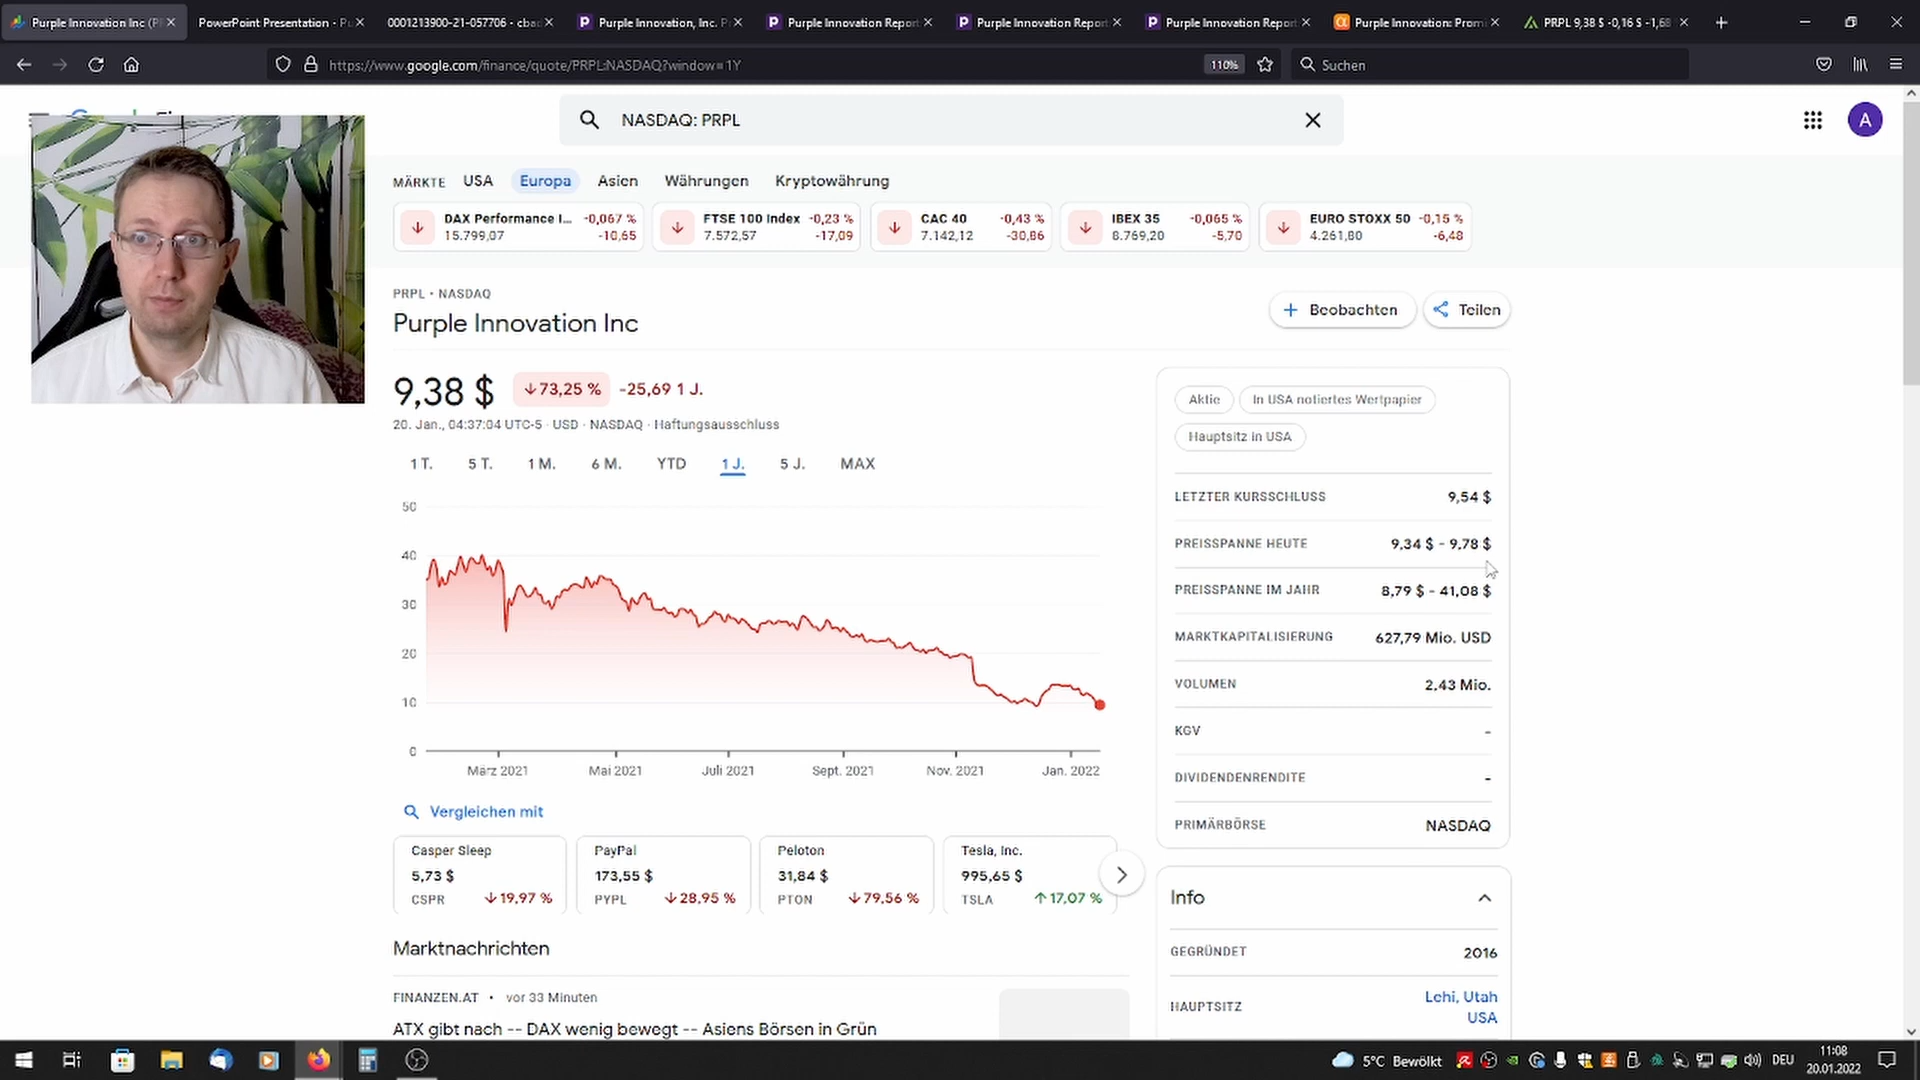 Purple Innovation Inc (P
PowerPoint Presentation - Pu
0001213900-21-057706 - cbad
Purple Innovation, Inc. P
Purple Innovation Report
Purple Innovation Report
Purple Innovation Report
Purple Innovation: Promi
PRPL 9,38 $ -0,16 $ -1,68
https://www.google.com/finance/quote/PRPL:NASDAQ?window=1Y
110%
Suchen
NASDAQ: PRPL
A
MÄRKTE
USA
Europa
Asien
Währungen
Kryptowährung
DAX Performance I... -0,067 %
15.799,07 -10,65
FTSE 100 Index -0,23 %
7.572,57 -17,09
CAC 40 -0,43 %
7.142,12 -30,86
IBEX 35 -0,065 %
8.769,20 -5,70
EURO STOXX 50 -0,15 %
4.261,80 -6,48
PRPL • NASDAQ
Purple Innovation Inc
Beobachten
Teilen
9,38 $ ↓73,25 % -25,69 1 J.
20. Jan., 04:37:04 UTC-5 · USD · NASDAQ · Haftungsausschluss
1 T. 5 T. 1 M. 6 M. YTD 1 J. 5 J. MAX
50
40
30
20
10
0
März 2021 Mai 2021 Juli 2021 Sept. 2021 Nov. 2021 Jan. 2022
Vergleichen mit
Casper Sleep
5,73 $
CSPR ↓19,97 %
PayPal
173,55 $
PYPL ↓28,95 %
Peloton
31,84 $
PTON ↓79,56 %
Tesla, Inc.
995,65 $
TSLA ↑17,07 %
Marktnachrichten
FINANZEN.AT • vor 33 Minuten
ATX gibt nach -- DAX wenig bewegt -- Asiens Börsen in Grün
Aktie
In USA notiertes Wertpapier
Hauptsitz in USA
LETZTER KURSSCHLUSS 9,54 $
PREISSPANNE HEUTE 9,34 $ - 9,78 $
PREISSPANNE IM JAHR 8,79 $ - 41,08 $
MARKTKAPITALISIERUNG 627,79 Mio. USD
VOLUMEN 2,43 Mio.
KGV -
DIVIDENDENRENDITE -
PRIMÄRBÖRSE NASDAQ
Info
GEGRÜNDET 2016
HAUPTSITZ Lehi, Utah
USA
5°C Bewölkt
DEU
11:08
20.01.2022